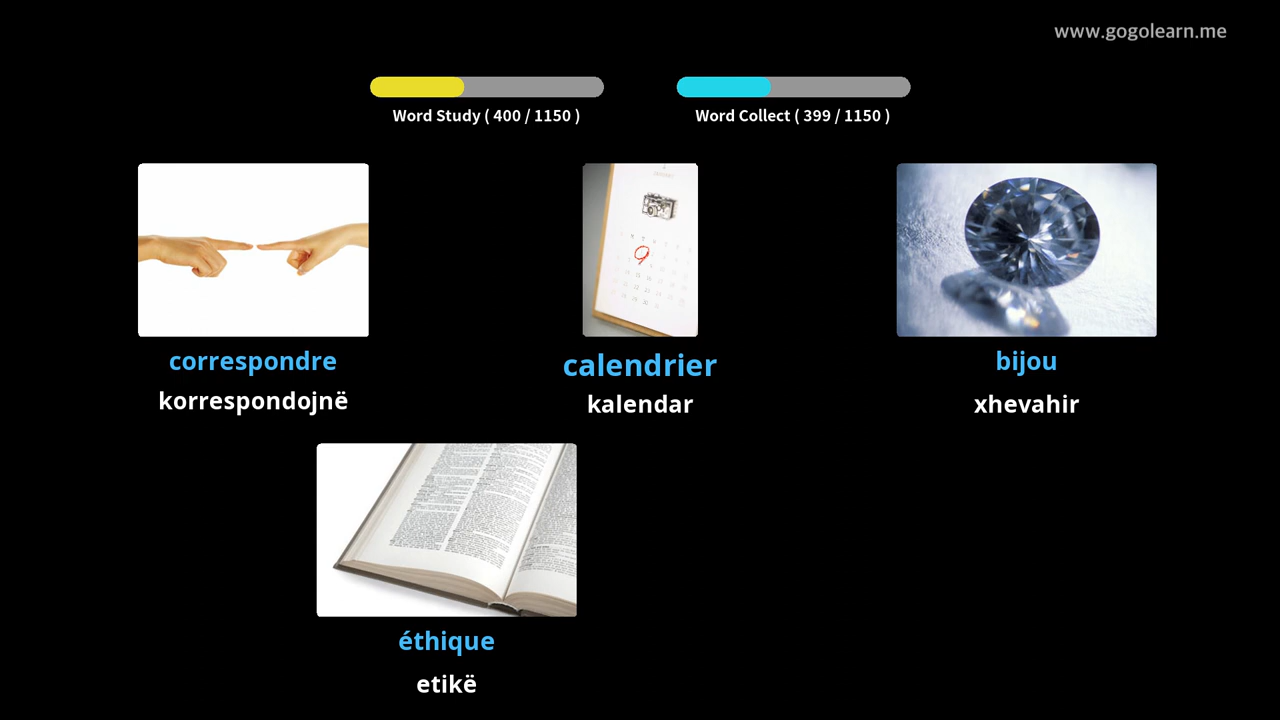 www.gogolearn.me
Word Study ( 400 / 1150 )
Word Collect ( 399 / 1150 )
correspondre
calendrier
bijou
korrespondojnë
kalendar
xhevahir
éthique
etikë